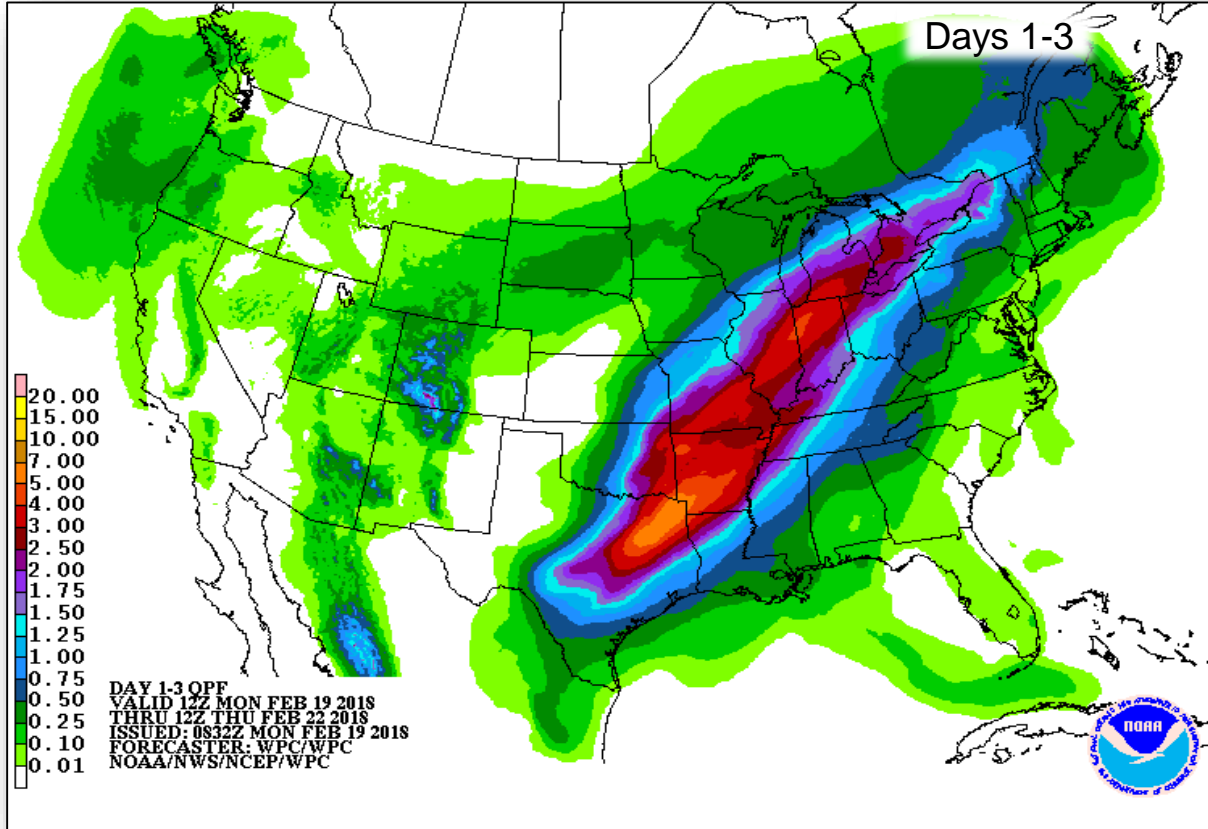 Days 1-3
20.00
15.00
10.00
7.00
5.00
4.00
3.00
2.50
2.00
1.75
1.50
1.25
1.00
0.75
0.50
0.25
0.10
0.01
DAY 1-3 QPF
VALID 12Z MON FEB 19 2018
THRU 12Z THU FEB 22 2018
ISSUED: 0832Z MON FEB 19 2018
FORECASTER: WPC/WPC
NOAA/NWS/NCEP/WPC
NOAA